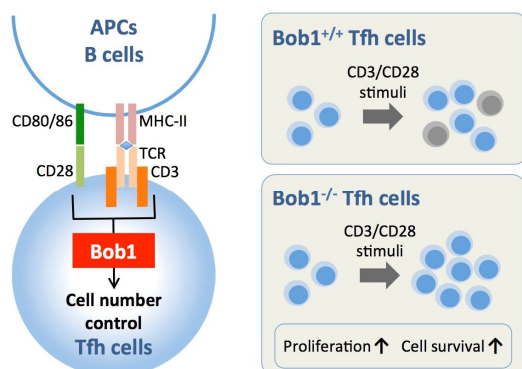 APCs
B cells
CD80/86
MHC-II
TCR
CD28
CD3
Bob1
Cell number
control
Tfh cells
Bob1+/+ Tfh cells
CD3/CD28
stimuli
Bob1-/- Tfh cells
CD3/CD28
stimuli
Proliferation ↑ Cell survival ↑